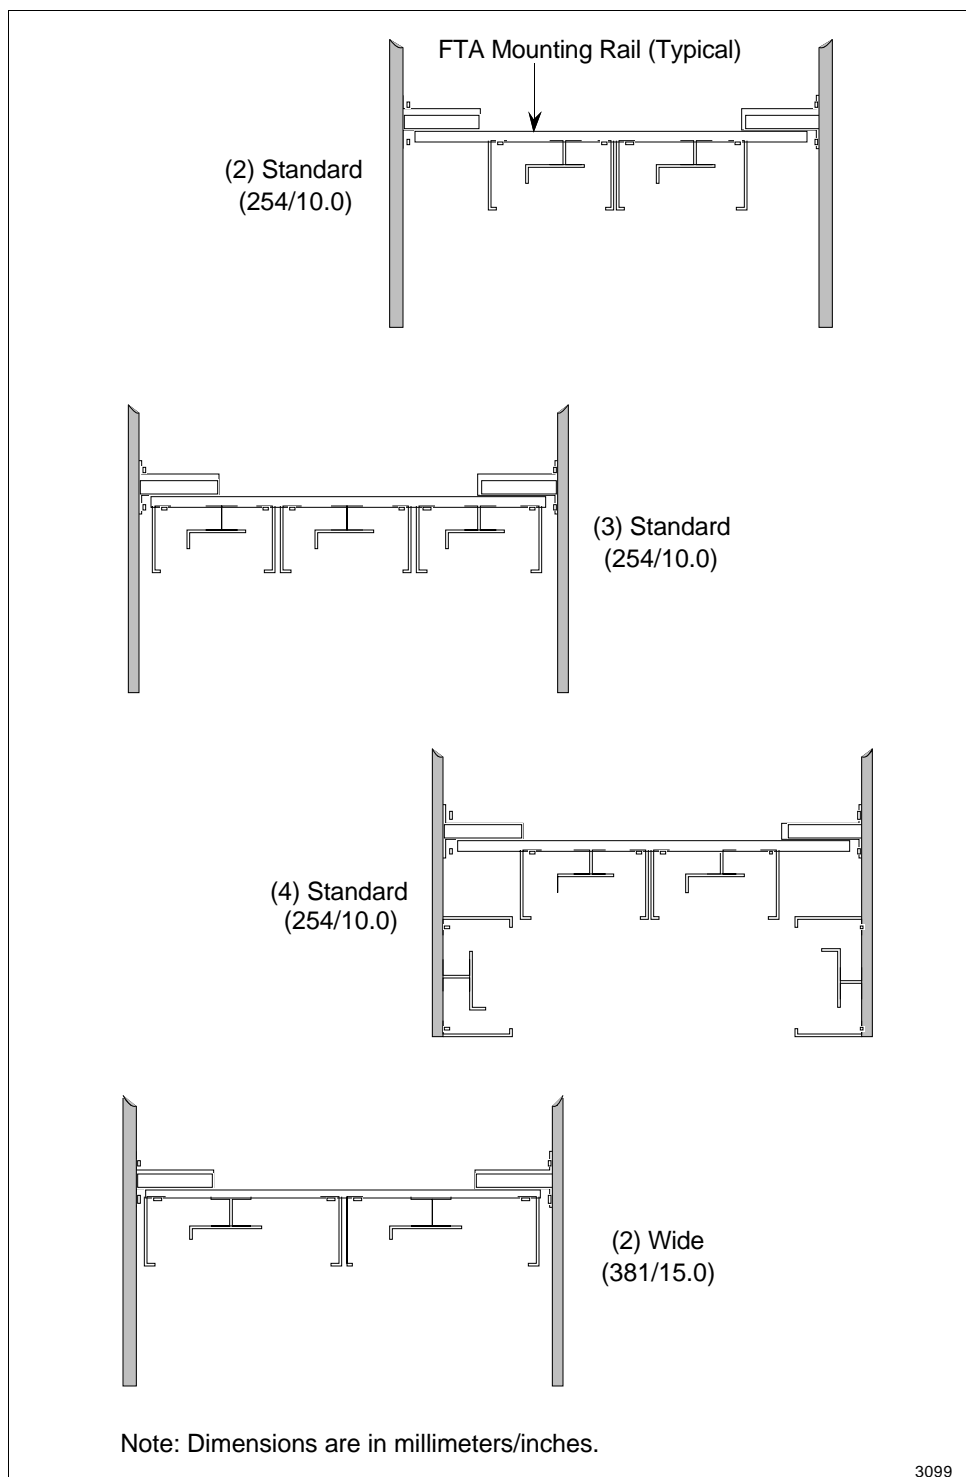 FTA Mounting Rail (Typical)
(2) Standard
(254/10.0)
(3) Standard
(254/10.0)
(4) Standard
(254/10.0)
(2) Wide
(381/15.0)
Note: Dimensions are in millimeters/inches.
3099